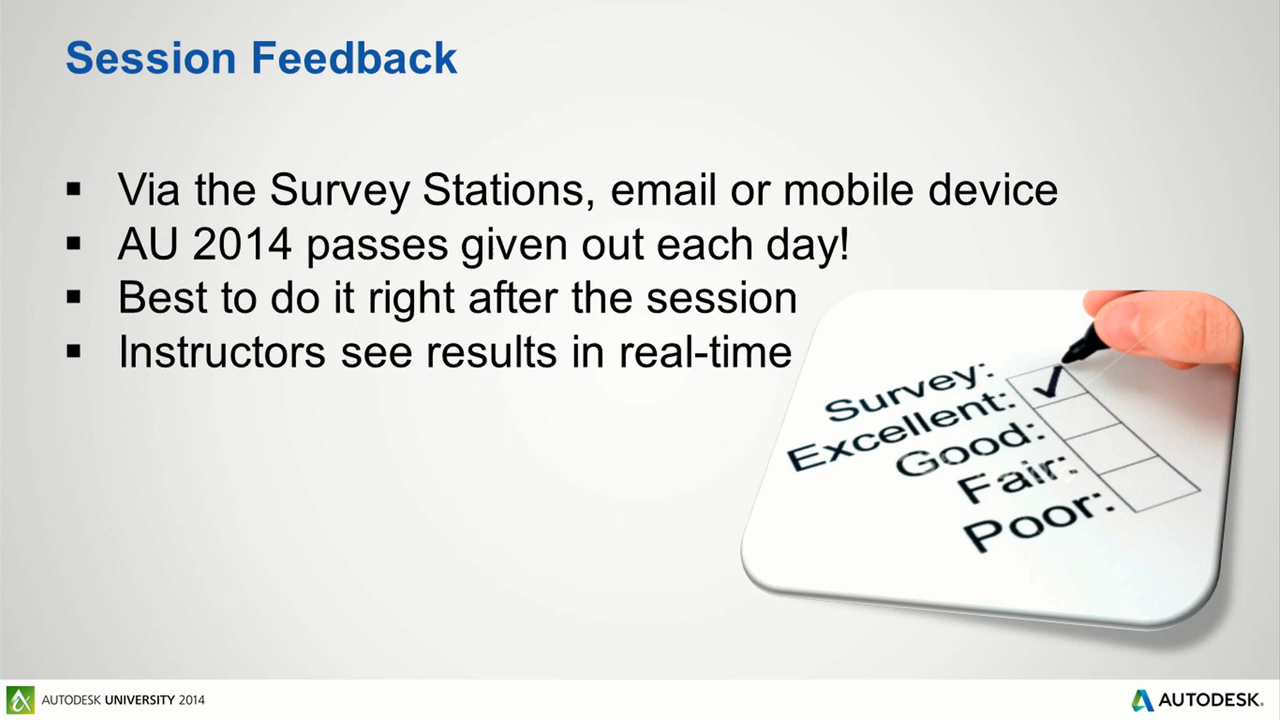 Session Feedback
▪ Via the Survey Stations, email or mobile device
▪ AU 2014 passes given out each day!
▪ Best to do it right after the session
▪ Instructors see results in real-time
Survey:
Excellent:
Good:
Fair:
Poor:
AUTODESK UNIVERSITY 2014
AUTODESK®